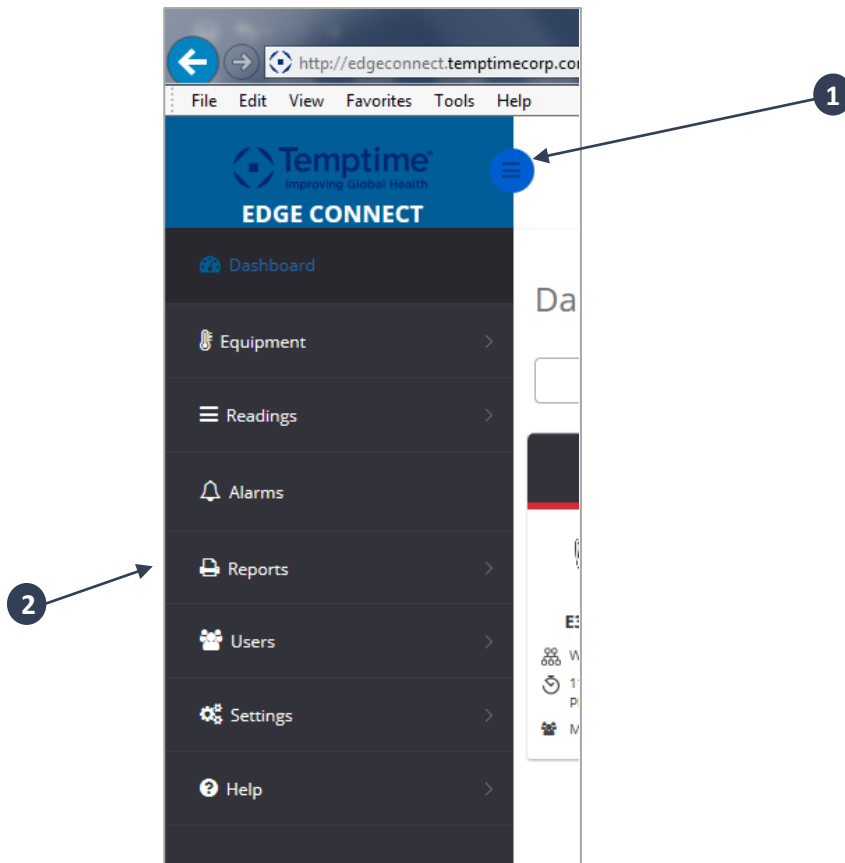 http://edgeconnect.temptimecorp.co
File Edit View Favorites Tools Help
1
Temptime®
Improving Global Health
EDGE CONNECT
Dashboard
Da
Equipment
Readings
Alarms
Reports
2
Users
E3
W
11
P
M
Settings
Help